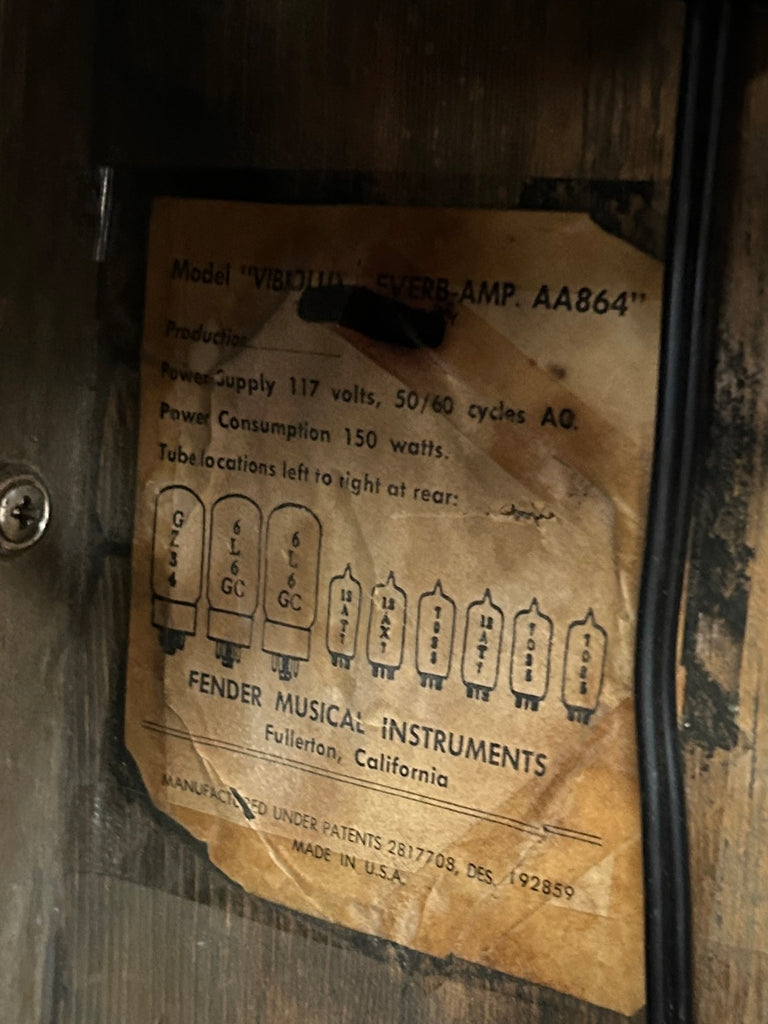 Model "VIBROLUX REVERB-AMP. AA864"
Production
Power Supply 117 volts, 50/60 cycles AC.
Power Consumption 150 watts.
Tube locations left to right at rear:
GZ34 6L6GC 6L6GC 12AT7 12AX7 7025 12AT7 7025 7025
FENDER MUSICAL INSTRUMENTS
Fullerton, California
MANUFACTURED UNDER PATENTS 2817708, DES. 192859
MADE IN U.S.A.